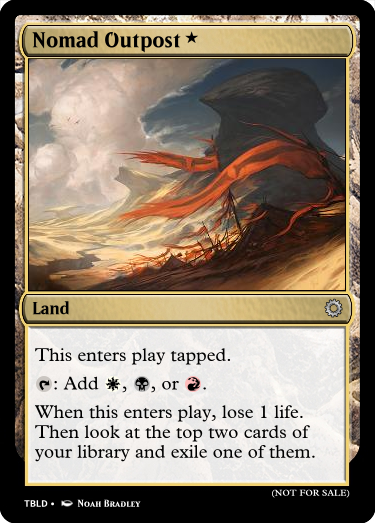 Nomad Outpost ★
Land
This enters play tapped.
: Add , , or .
When this enters play, lose 1 life.
Then look at the top two cards of
your library and exile one of them.
(NOT FOR SALE)
TBLD • Noah Bradley